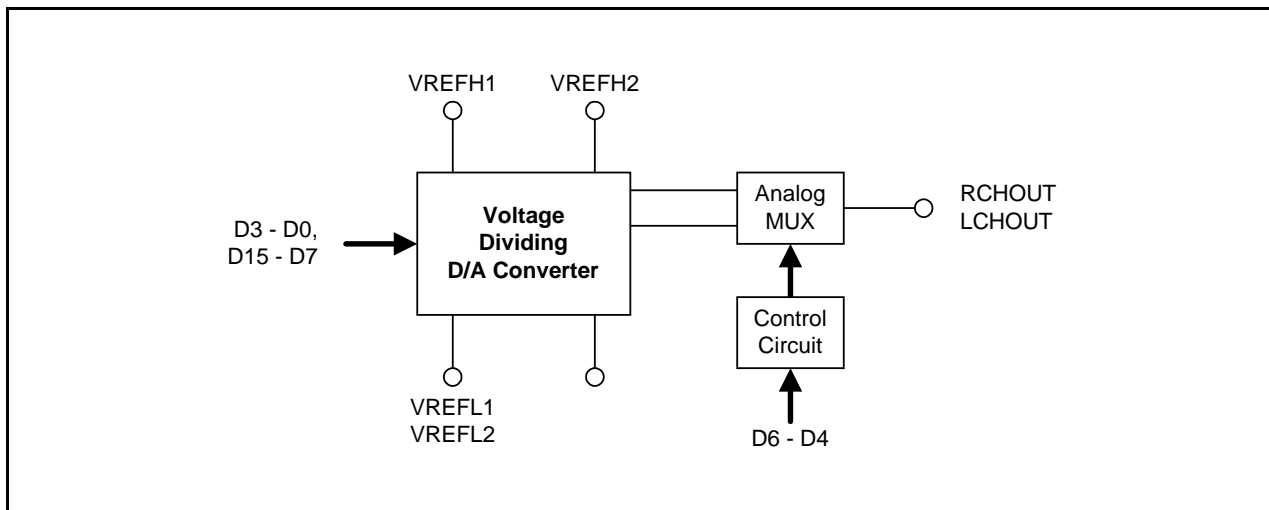 VREFH1
VREFH2
D3 - D0,
D15 - D7
Voltage
Dividing
D/A Converter
Analog
MUX
RCHOUT
LCHOUT
Control
Circuit
VREFL1
VREFL2
D6 - D4